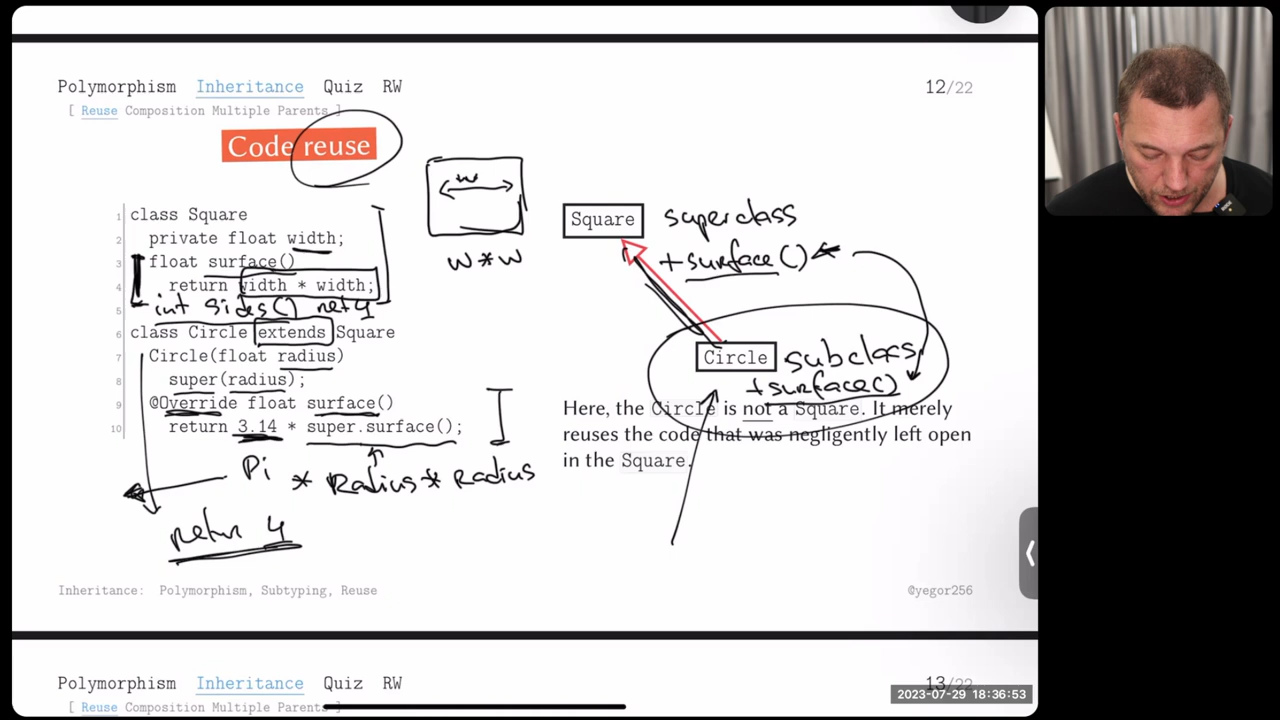 Polymorphism Inheritance Quiz RW
12/22
[ Reuse Composition Multiple Parents ]
Code reuse
w
w * w
1 class Square
2 private float width;
3 float surface()
4 return width * width;
5 int sides() ret 4
6 class Circle extends Square
7 Circle(float radius)
8 super(radius);
9 @Override float surface()
10 return 3.14 * super.surface();
Pi * Radius * Radius
return 4
Square superclass
+surface()
Circle subclass
+surface()
Here, the Circle is not a Square. It merely
reuses the code that was negligently left open
in the Square.
Inheritance: Polymorphism, Subtyping, Reuse
@yegor256
Polymorphism Inheritance Quiz RW
13/22
[ Reuse Composition Multiple Parents ]
2023-07-29 18:36:53